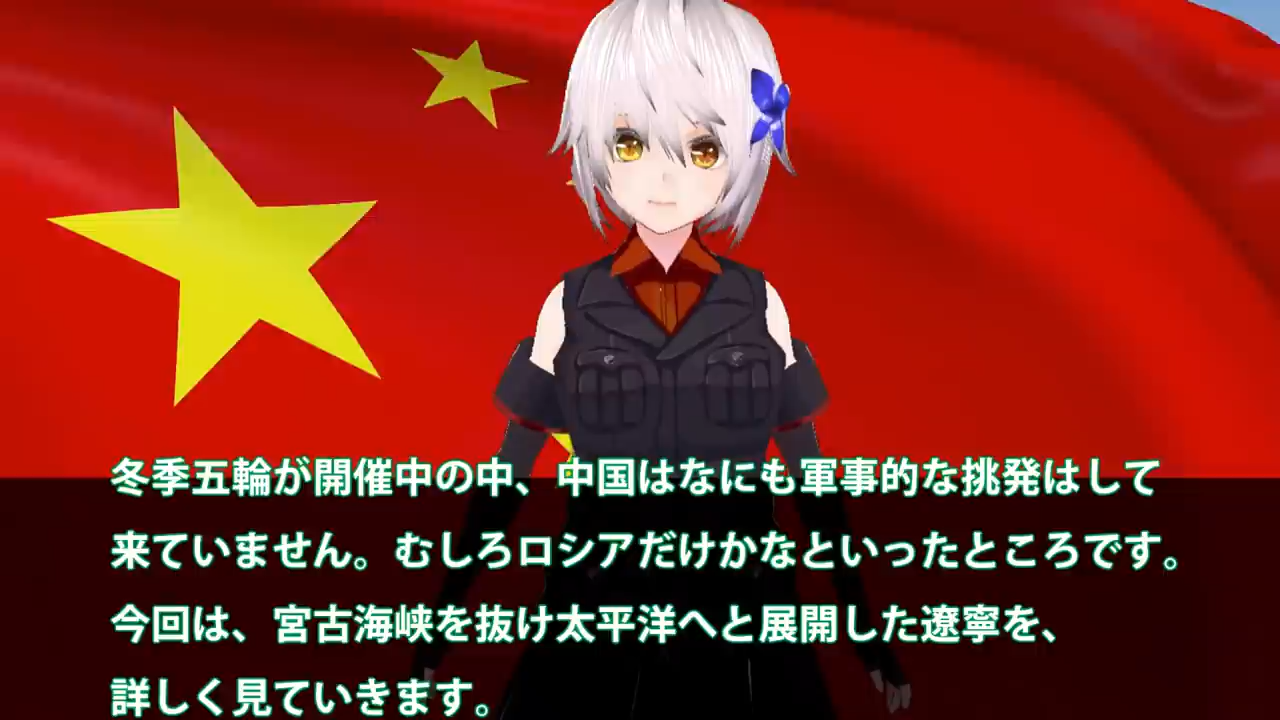 冬季五輪が開催中の中、中国はなにも軍事的な挑発はして
来ていません。むしろロシアだけかなといったところです。
今回は、宮古海峡を抜け太平洋へと展開した遼寧を、
詳しく見ていきます。